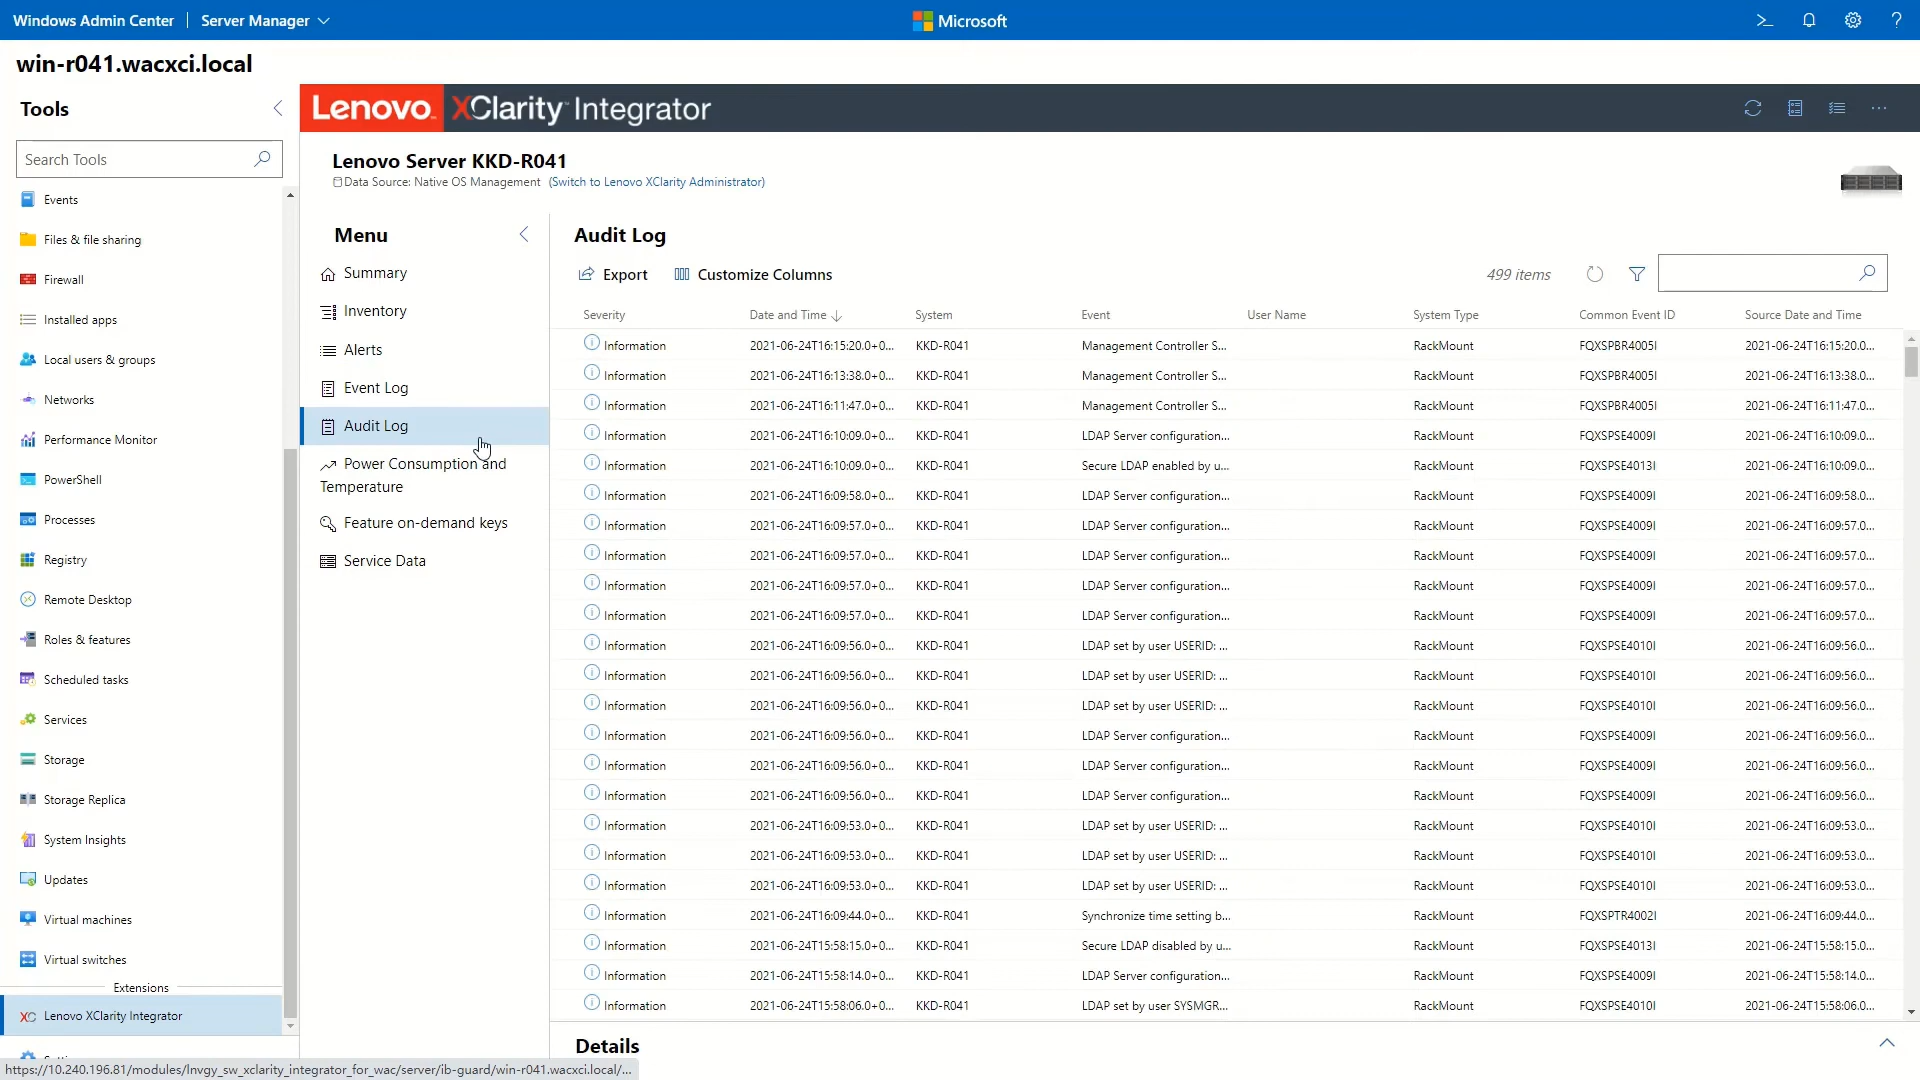 Windows Admin Center | Server Manager
Microsoft
?
win-r041.wacxci.local
Tools
Search Tools
Events
Files & file sharing
Firewall
Installed apps
Local users & groups
Networks
Performance Monitor
PowerShell
Processes
Registry
Remote Desktop
Roles & features
Scheduled tasks
Services
Storage
Storage Replica
System Insights
Updates
Virtual machines
Virtual switches
Extensions
XC Lenovo XClarity Integrator
Lenovo XClarity Integrator
Lenovo Server KKD-R041
Data Source: Native OS Management (Switch to Lenovo XClarity Administrator)
Menu
Summary
Inventory
Alerts
Event Log
Audit Log
Power Consumption and
Temperature
Feature on-demand keys
Service Data
Audit Log
Export Customize Columns 499 items
Severity Date and Time System Event User Name System Type Common Event ID Source Date and Time
Information 2021-06-24T16:15:20.0+0... KKD-R041 Management Controller S... RackMount FQXSPBR4005I 2021-06-24T16:15:20.0...
Information 2021-06-24T16:13:38.0+0... KKD-R041 Management Controller S... RackMount FQXSPBR4005I 2021-06-24T16:13:38.0...
Information 2021-06-24T16:11:47.0+0... KKD-R041 Management Controller S... RackMount FQXSPBR4005I 2021-06-24T16:11:47.0...
Information 2021-06-24T16:10:09.0+0... KKD-R041 LDAP Server configuration... RackMount FQXSPSE4009I 2021-06-24T16:10:09.0...
Information 2021-06-24T16:10:09.0+0... KKD-R041 Secure LDAP enabled by u... RackMount FQXSPSE4013I 2021-06-24T16:10:09.0...
Information 2021-06-24T16:09:58.0+0... KKD-R041 LDAP Server configuration... RackMount FQXSPSE4009I 2021-06-24T16:09:58.0...
Information 2021-06-24T16:09:57.0+0... KKD-R041 LDAP Server configuration... RackMount FQXSPSE4009I 2021-06-24T16:09:57.0...
Information 2021-06-24T16:09:57.0+0... KKD-R041 LDAP Server configuration... RackMount FQXSPSE4009I 2021-06-24T16:09:57.0...
Information 2021-06-24T16:09:57.0+0... KKD-R041 LDAP Server configuration... RackMount FQXSPSE4009I 2021-06-24T16:09:57.0...
Information 2021-06-24T16:09:57.0+0... KKD-R041 LDAP Server configuration... RackMount FQXSPSE4009I 2021-06-24T16:09:57.0...
Information 2021-06-24T16:09:56.0+0... KKD-R041 LDAP set by user USERID: ... RackMount FQXSPSE4010I 2021-06-24T16:09:56.0...
Information 2021-06-24T16:09:56.0+0... KKD-R041 LDAP set by user USERID: ... RackMount FQXSPSE4010I 2021-06-24T16:09:56.0...
Information 2021-06-24T16:09:56.0+0... KKD-R041 LDAP set by user USERID: ... RackMount FQXSPSE4010I 2021-06-24T16:09:56.0...
Information 2021-06-24T16:09:56.0+0... KKD-R041 LDAP Server configuration... RackMount FQXSPSE4009I 2021-06-24T16:09:56.0...
Information 2021-06-24T16:09:56.0+0... KKD-R041 LDAP Server configuration... RackMount FQXSPSE4009I 2021-06-24T16:09:56.0...
Information 2021-06-24T16:09:56.0+0... KKD-R041 LDAP Server configuration... RackMount FQXSPSE4009I 2021-06-24T16:09:56.0...
Information 2021-06-24T16:09:53.0+0... KKD-R041 LDAP set by user USERID: ... RackMount FQXSPSE4010I 2021-06-24T16:09:53.0...
Information 2021-06-24T16:09:53.0+0... KKD-R041 LDAP set by user USERID: ... RackMount FQXSPSE4010I 2021-06-24T16:09:53.0...
Information 2021-06-24T16:09:53.0+0... KKD-R041 LDAP set by user USERID: ... RackMount FQXSPSE4010I 2021-06-24T16:09:53.0...
Information 2021-06-24T16:09:44.0+0... KKD-R041 Synchronize time setting b... RackMount FQXSPTR4002I 2021-06-24T16:09:44.0...
Information 2021-06-24T15:58:15.0+0... KKD-R041 Secure LDAP disabled by u... RackMount FQXSPSE4013I 2021-06-24T15:58:15.0...
Information 2021-06-24T15:58:14.0+0... KKD-R041 LDAP Server configuration... RackMount FQXSPSE4009I 2021-06-24T15:58:14.0...
Information 2021-06-24T15:58:06.0+0... KKD-R041 LDAP set by user SYSMGR... RackMount FQXSPSE4010I 2021-06-24T15:58:06.0...
Details
https://10.240.196.81/modules/lnvgy_sw_xclarity_integrator_for_wac/server/ib-guard/win-r041.wacxci.local/...